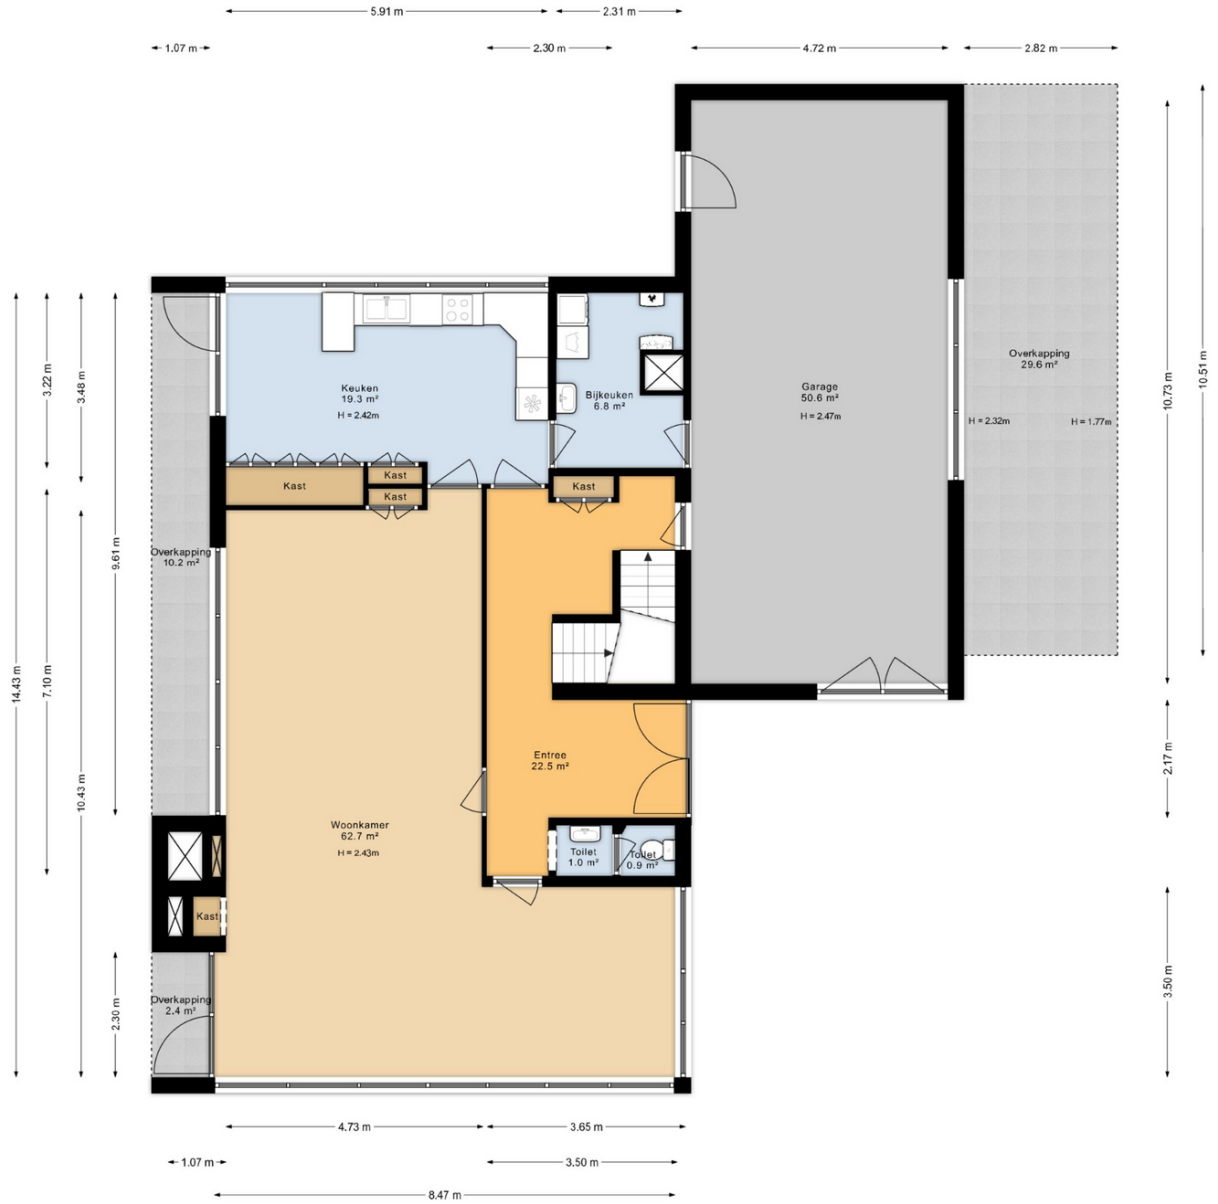 5.91 m
2.31 m
1.07 m
2.30 m
4.72 m
2.82 m
Keuken
19.3 m²
H = 2.42m
Bijkeuken
6.8 m²
Garage
50.6 m²
H = 2.47m
Overkapping
29.6 m²
H = 2.32m
H = 1.77m
Kast
Kast
Kast
Kast
Overkapping
10.2 m²
Entree
22.5 m²
Woonkamer
62.7 m²
H = 2.43m
Toilet
1.0 m²
Toilet
0.9 m²
Kast
Overkapping
2.4 m²
14.43 m
3.22 m
7.10 m
3.48 m
10.43 m
9.61 m
2.30 m
10.73 m
10.51 m
2.17 m
3.50 m
4.73 m
3.65 m
1.07 m
3.50 m
8.47 m